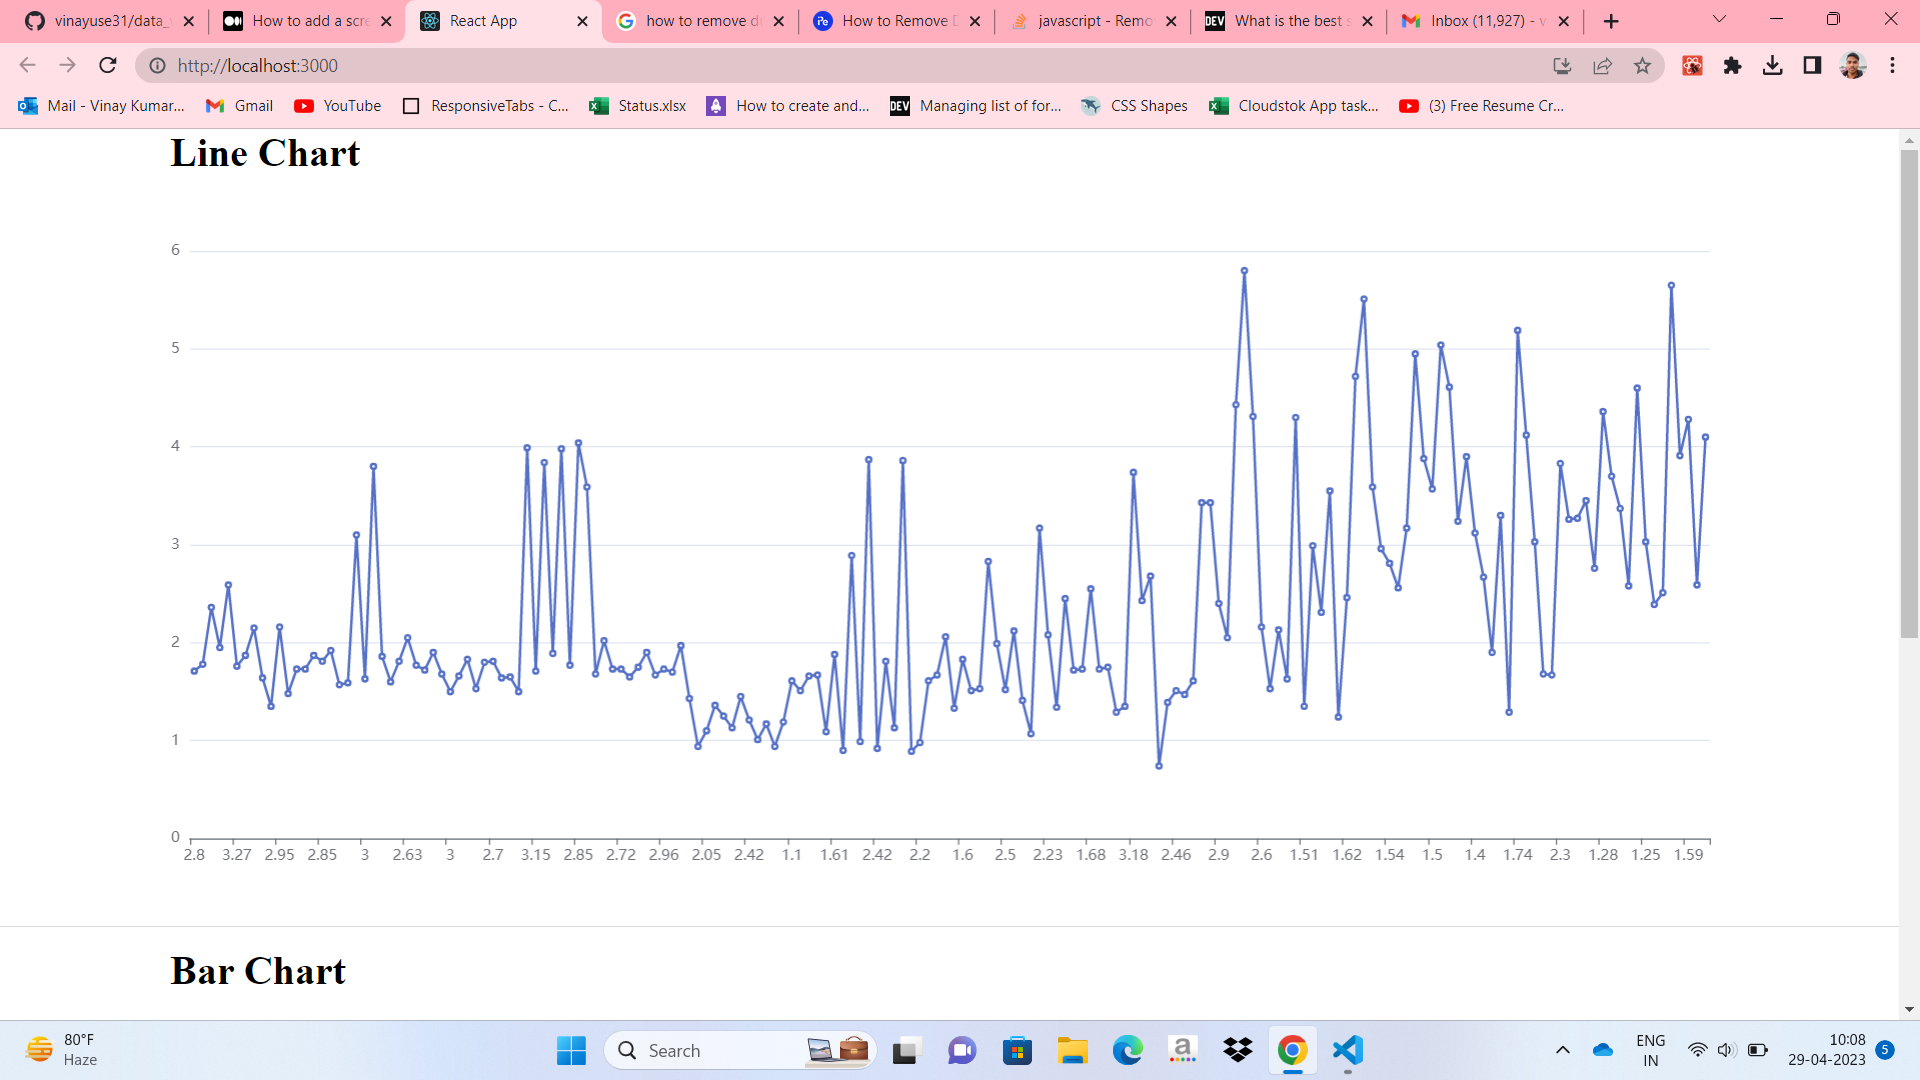 vinayuse31/data_
How to add a scre
React App
how to remove d
How to Remove D
javascript - Remo
DEV What is the best s
Inbox (11,927) - v
http://localhost:3000
Mail - Vinay Kumar...
Gmail
YouTube
ResponsiveTabs - C...
Status.xlsx
How to create and...
DEV Managing list of for...
CSS Shapes
Cloudstok App task...
(3) Free Resume Cr...
Line Chart
6
5
4
3
2
1
0
2.8 3.27 2.95 2.85 3 2.63 3 2.7 3.15 2.85 2.72 2.96 2.05 2.42 1.1 1.61 2.42 2.2 1.6 2.5 2.23 1.68 3.18 2.46 2.9 2.6 1.51 1.62 1.54 1.5 1.4 1.74 2.3 1.28 1.25 1.59
Bar Chart
80°F
Haze
Search
ENG
IN
10:08
29-04-2023
5